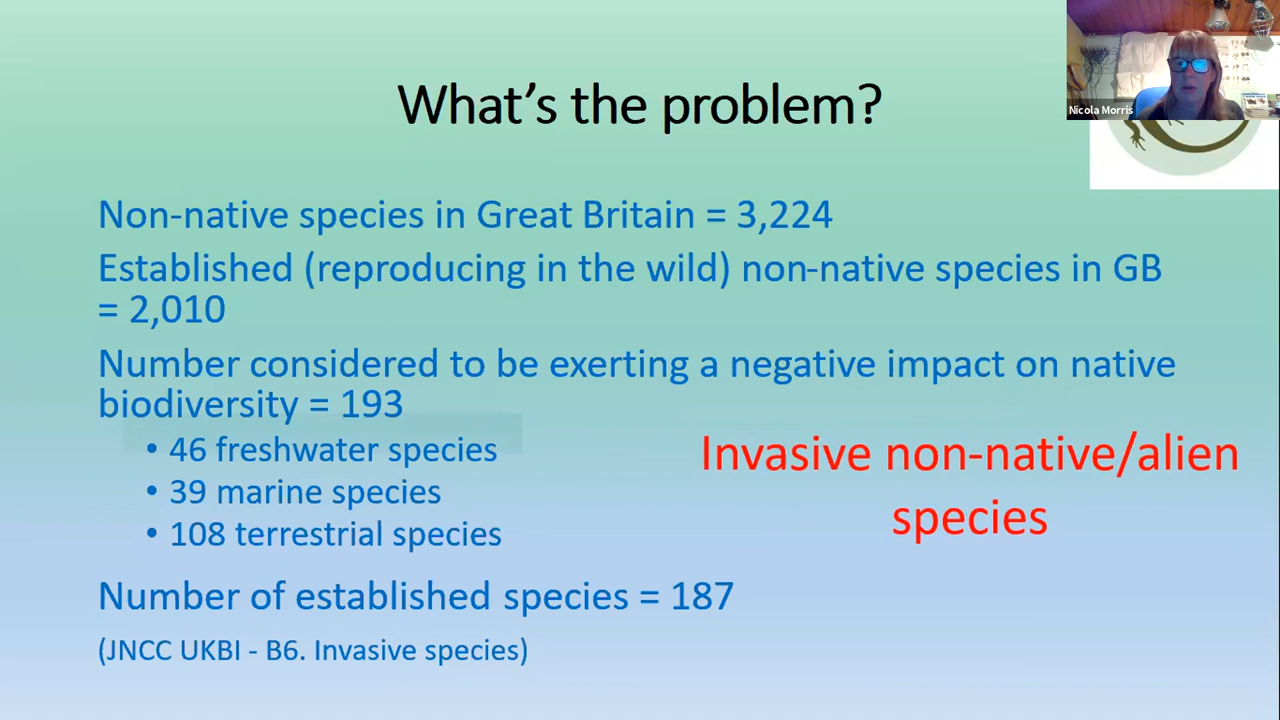 What's the problem?
Nicola Morris
Non-native species in Great Britain = 3,224
Established (reproducing in the wild) non-native species in GB
= 2,010
Number considered to be exerting a negative impact on native
biodiversity = 193
• 46 freshwater species
• 39 marine species
• 108 terrestrial species
Invasive non-native/alien
species
Number of established species = 187
(JNCC UKBI - B6. Invasive species)